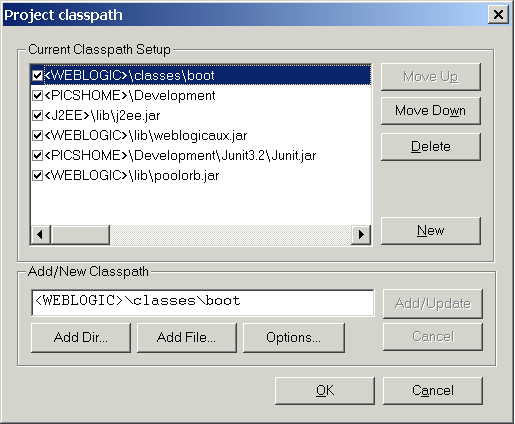 Project classpath
Current Classpath Setup
<WEBLOGIC>\classes\boot
<PICSHOME>\Development
<J2EE>\lib\j2ee.jar
<WEBLOGIC>\lib\weblogicaux.jar
<PICSHOME>\Development\Junit3.2\Junit.jar
<WEBLOGIC>\lib\poolorb.jar
Move Up
Move Down
Delete
New
Add/New Classpath
<WEBLOGIC>\classes\boot
Add/Update
Add Dir...
Add File...
Options...
Cancel
OK
Cancel